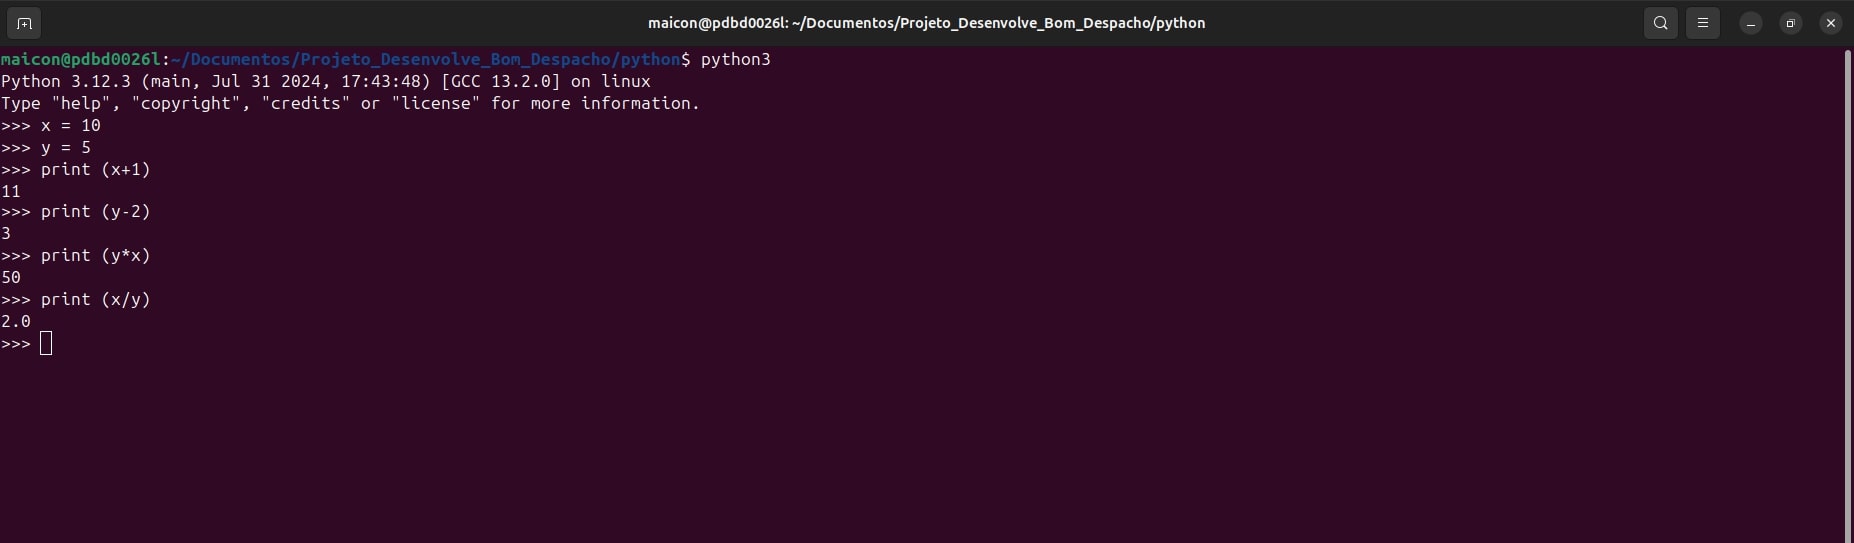 maicon@pdbd0026l: ~/Documentos/Projeto_Desenvolve_Bom_Despacho/python
maicon@pdbd0026l:~/Documentos/Projeto_Desenvolve_Bom_Despacho/python$ python3
Python 3.12.3 (main, Jul 31 2024, 17:43:48) [GCC 13.2.0] on linux
Type "help", "copyright", "credits" or "license" for more information.
>>> x = 10
>>> y = 5
>>> print (x+1)
11
>>> print (y-2)
3
>>> print (y*x)
50
>>> print (x/y)
2.0
>>>